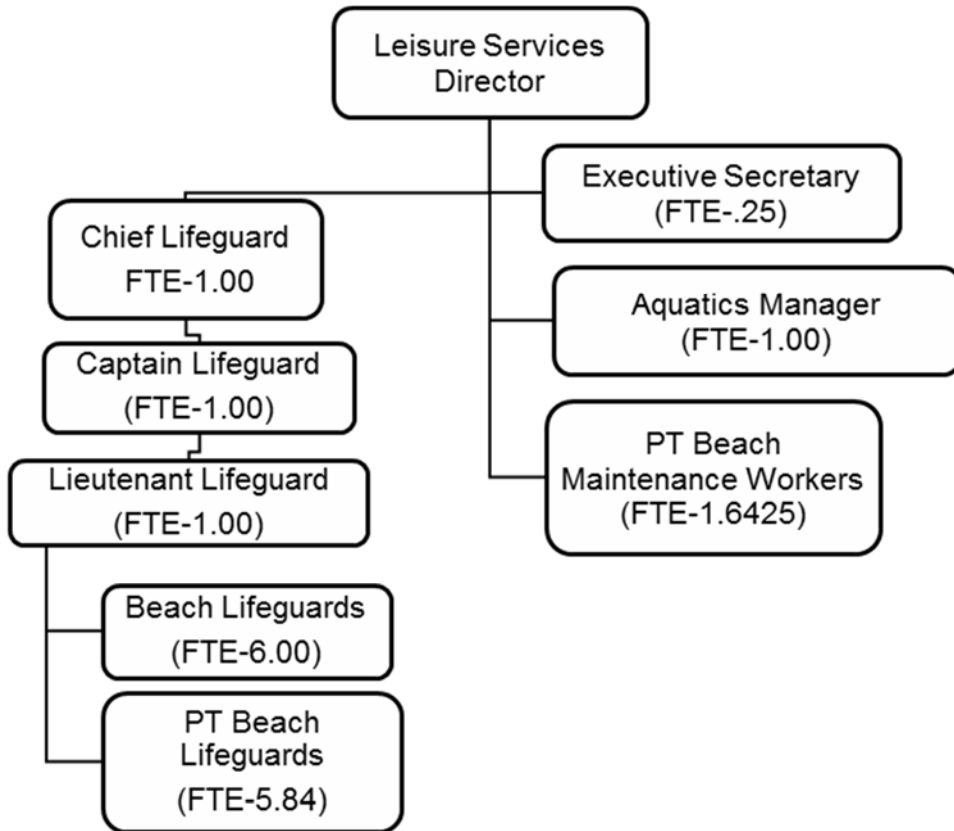 Leisure Services
Director
Executive Secretary
(FTE-.25)
Chief Lifeguard
FTE-1.00
Aquatics Manager
(FTE-1.00)
Captain Lifeguard
(FTE-1.00)
PT Beach
Maintenance Workers
(FTE-1.6425)
Lieutenant Lifeguard
(FTE-1.00)
Beach Lifeguards
(FTE-6.00)
PT Beach
Lifeguards
(FTE-5.84)